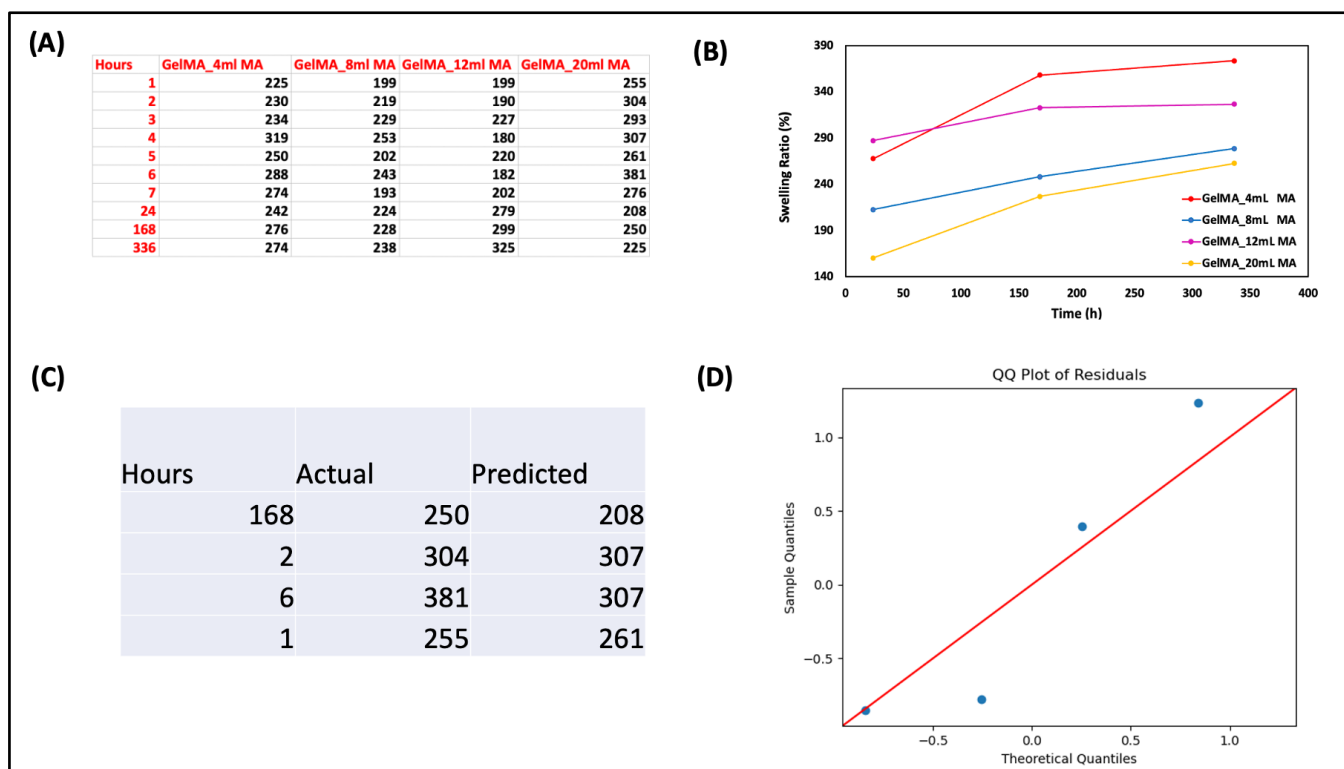 (A)
Hours GelMA_4ml MA GelMA_8ml MA GelMA_12ml MA GelMA_20ml MA
1 225 199 199 255
2 230 219 190 304
3 234 229 227 293
4 319 253 180 307
5 250 202 220 261
6 288 243 182 381
7 274 193 202 276
24 242 224 279 208
168 276 228 299 250
336 274 238 325 225
(B)
390
340
290
240
190
140
Swelling Ratio (%)
GelMA_4mL MA
GelMA_8mL MA
GelMA_12mL MA
GelMA_20mL MA
0 50 100 150 200 250 300 350 400
Time (h)
(C)
Hours Actual Predicted
168 250 208
2 304 307
6 381 307
1 255 261
(D)
QQ Plot of Residuals
1.0
0.5
0.0
−0.5
Sample Quantiles
−0.5 0.0 0.5 1.0
Theoretical Quantiles